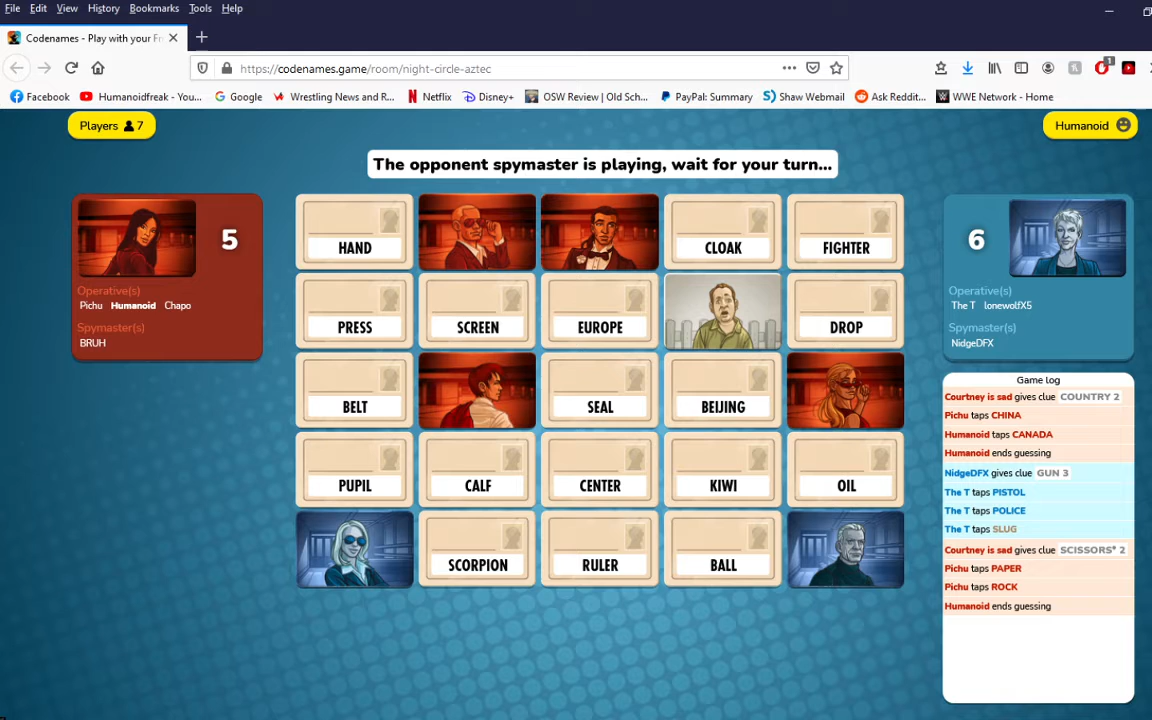 File Edit View History Bookmarks Tools Help
Codenames - Play with your Fr
https://codenames.game/room/night-circle-aztec
1
Facebook Humanoidfreak - You... Google Wrestling News and R... Netflix Disney+ OSW Review | Old Sch... PayPal: Summary Shaw Webmail Ask Reddit... WWE Network - Home
Players 7
Humanoid
The opponent spymaster is playing, wait for your turn...
5
Operative(s)
Pichu Humanoid Chapo
Spymaster(s)
BRUH
HAND CLOAK FIGHTER
PRESS SCREEN EUROPE DROP
BELT SEAL BEIJING
PUPIL CALF CENTER KIWI OIL
SCORPION RULER BALL
6
Operative(s)
The T lonewolfX5
Spymaster(s)
NidgeDFX
Game log
Courtney is sad gives clue COUNTRY 2
Pichu taps CHINA
Humanoid taps CANADA
Humanoid ends guessing
NidgeDFX gives clue GUN 3
The T taps PISTOL
The T taps POLICE
The T taps SLUG
Courtney is sad gives clue SCISSORS* 2
Pichu taps PAPER
Pichu taps ROCK
Humanoid ends guessing